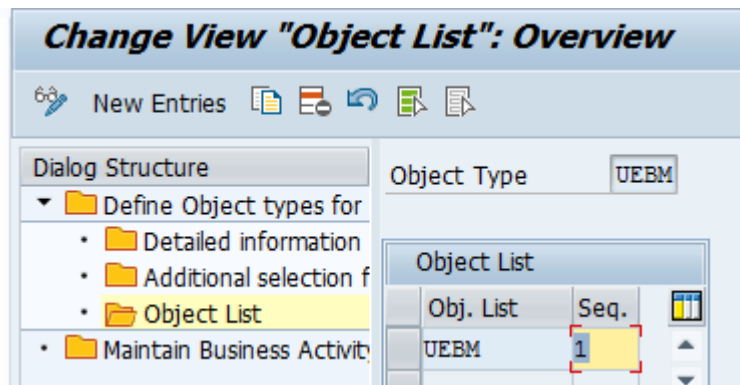 Change View "Object List": Overview
New Entries
Dialog Structure
Define Object types for
Detailed information
Additional selection f
Object List
Maintain Business Activity
Object Type UEBM
Object List
Obj. List Seq.
UEBM 1